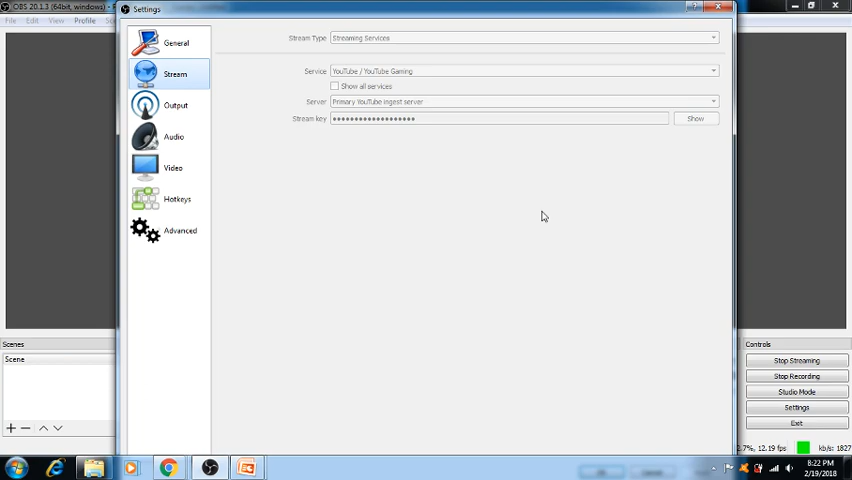 OBS 20.1.3 (64bit, windows)
Settings
File Edit View Profile
General
Stream
Output
Audio
Video
Hotkeys
Advanced
Stream Type Streaming Services
Service YouTube / YouTube Gaming
Show all services
Server Primary YouTube ingest server
Stream key Show
Scenes
Scene
Controls
Stop Streaming
Stop Recording
Studio Mode
Settings
Exit
12.19 fps kb/s: 1827
8:22 PM
2/19/2018